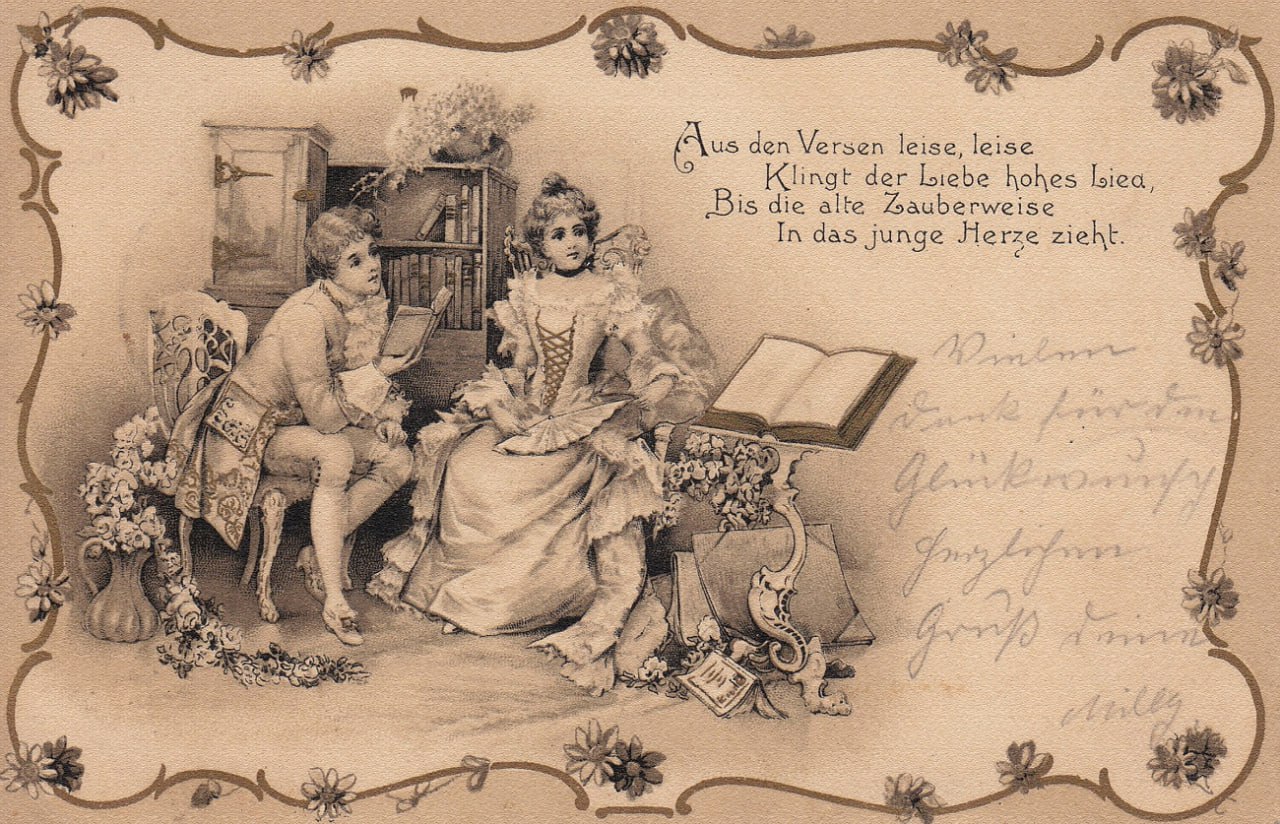 Aus den Versen leise, leise
Klingt der Liebe hohes Lied,
Bis die alte Zauberweise
In das junge Herze zieht.
Vielen
Dank für den
Glückwunsch
Herzlichen
Gruß deine
Milly